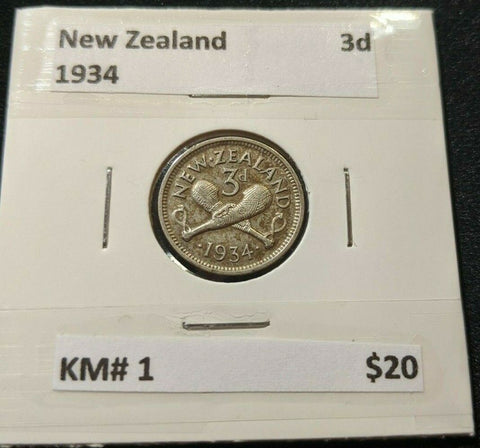 New Zealand 3d
1934
NEW·ZEALAND
3d
·1934·
KM# 1 $20